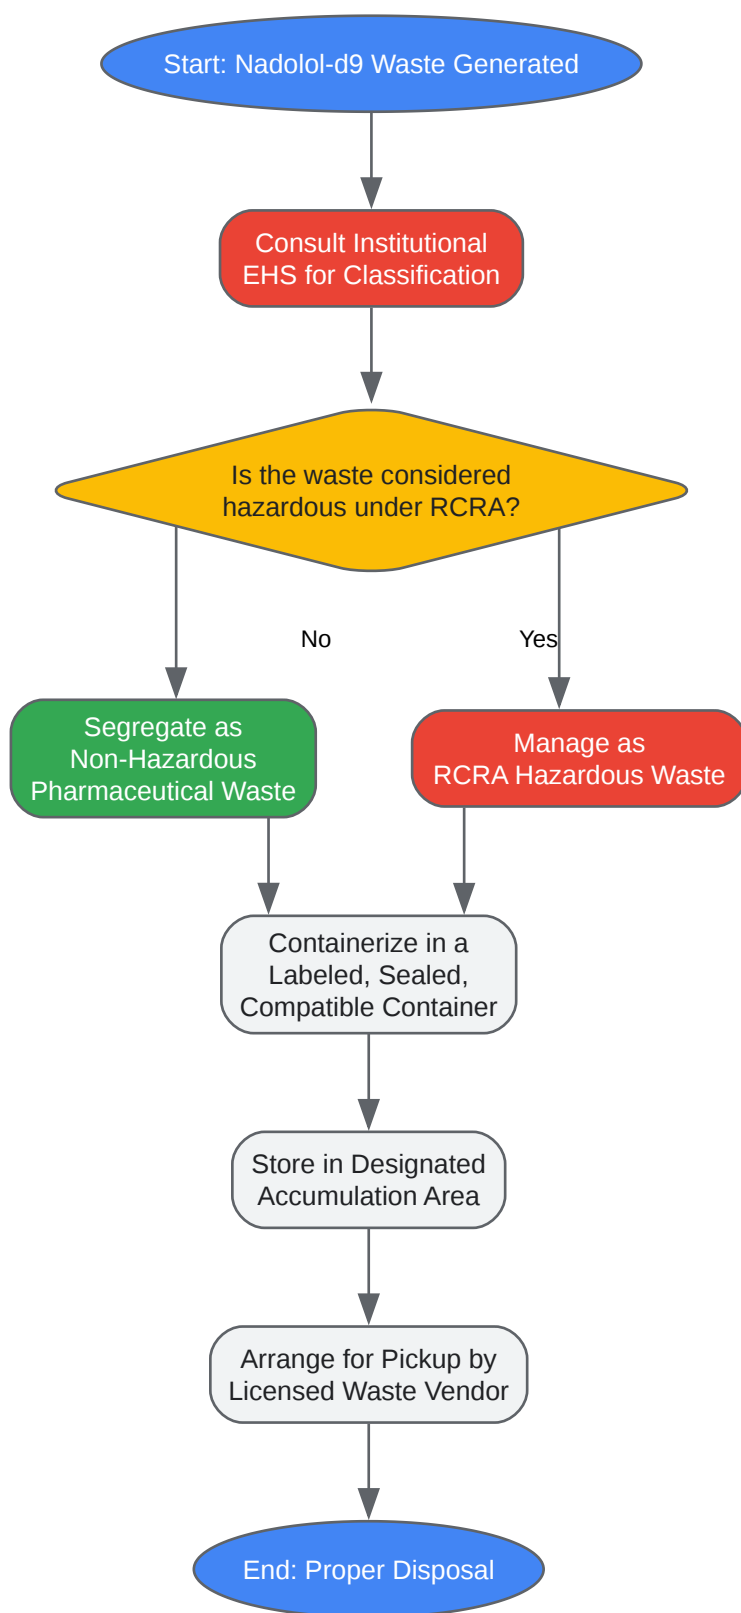 Start: Nadolol-d9 Waste Generated
Consult Institutional
EHS for Classification
Is the waste considered
hazardous under RCRA?
No
Yes
Segregate as
Non-Hazardous
Pharmaceutical Waste
Manage as
RCRA Hazardous Waste
Containerize in a
Labeled, Sealed,
Compatible Container
Store in Designated
Accumulation Area
Arrange for Pickup by
Licensed Waste Vendor
End: Proper Disposal